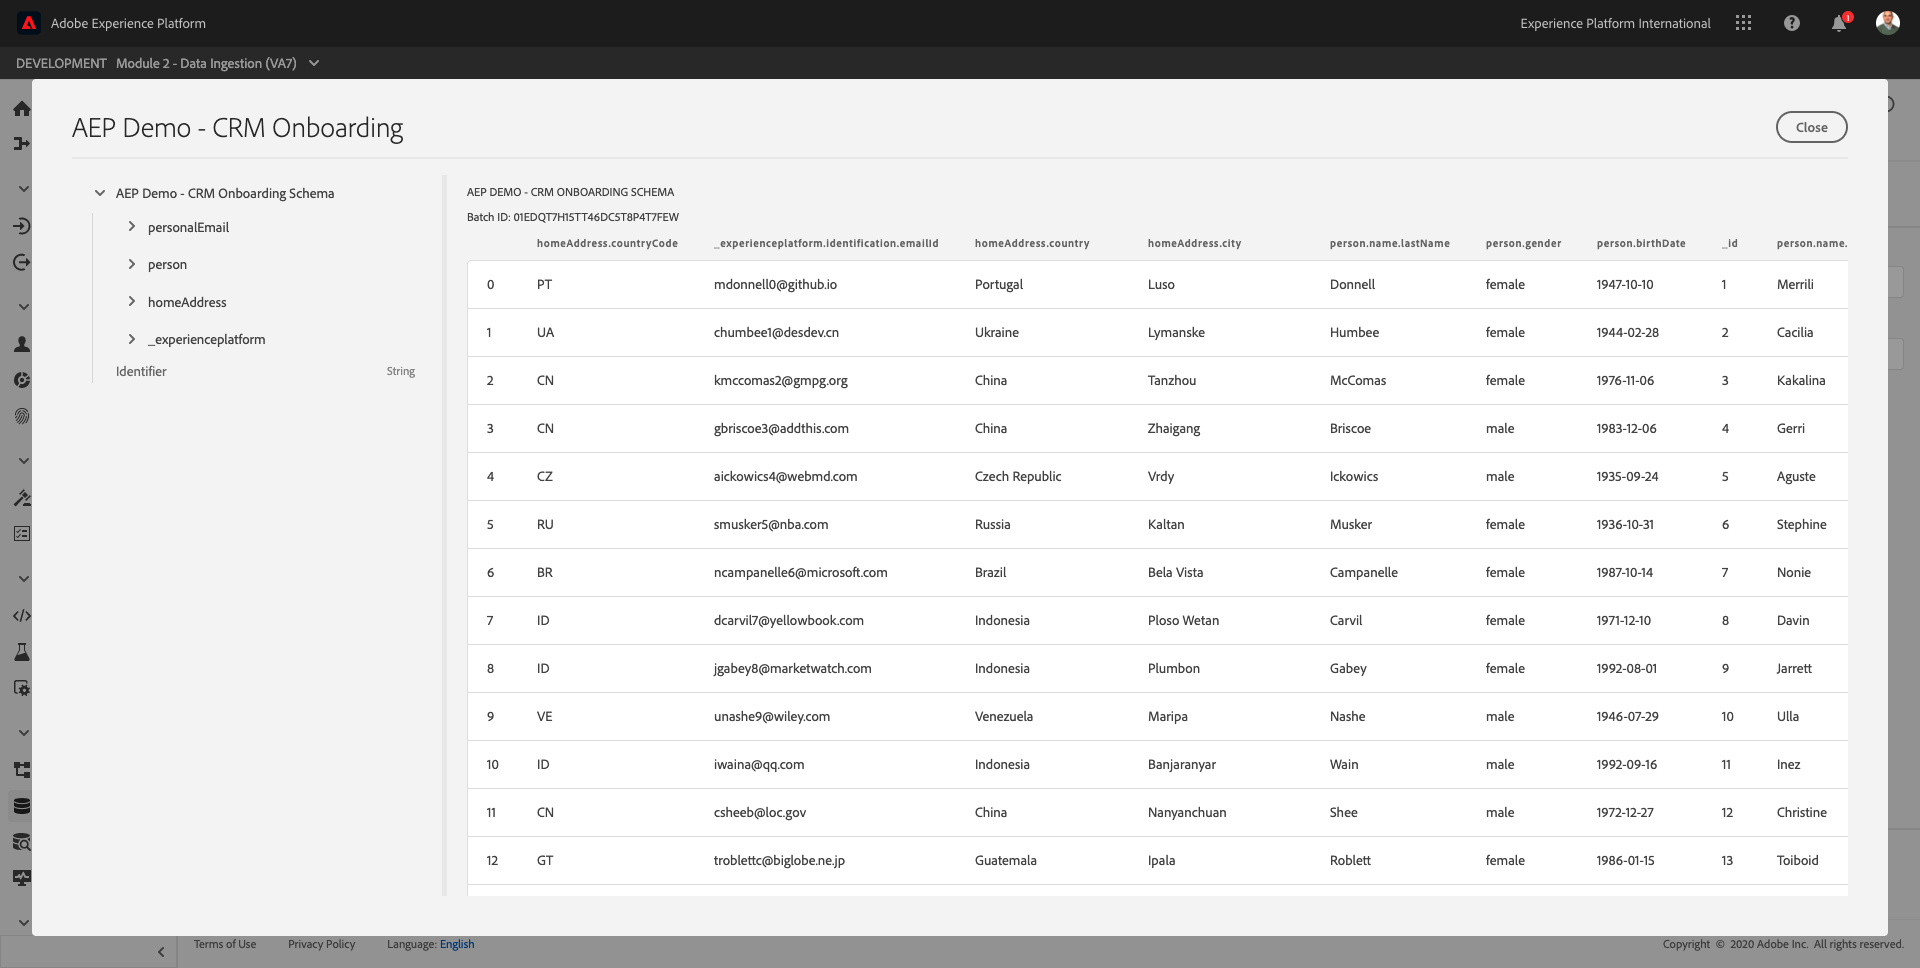 Adobe Experience Platform
Experience Platform International
1
DEVELOPMENT Module 2 - Data Ingestion (VA7)
AEP Demo - CRM Onboarding
Close
AEP Demo - CRM Onboarding Schema
personalEmail
person
homeAddress
_experienceplatform
Identifier String
AEP DEMO - CRM ONBOARDING SCHEMA
Batch ID: 01EDQT7H15TT46DC5T8P4T7FEW
homeAddress.countryCode _experienceplatform.identification.emailId homeAddress.country homeAddress.city person.name.lastName person.gender person.birthDate _id person.name.
0 PT mdonnell0@github.io Portugal Luso Donnell female 1947-10-10 1 Merrili
1 UA chumbee1@desdev.cn Ukraine Lymanske Humbee female 1944-02-28 2 Cacilia
2 CN kmccomas2@gmpg.org China Tanzhou McComas female 1976-11-06 3 Kakalina
3 CN gbriscoe3@addthis.com China Zhaigang Briscoe male 1983-12-06 4 Gerri
4 CZ aickowics4@webmd.com Czech Republic Vrdy Ickowics male 1935-09-24 5 Aguste
5 RU smusker5@nba.com Russia Kaltan Musker female 1936-10-31 6 Stephine
6 BR ncampanelle6@microsoft.com Brazil Bela Vista Campanelle female 1987-10-14 7 Nonie
7 ID dcarvil7@yellowbook.com Indonesia Ploso Wetan Carvil female 1971-12-10 8 Davin
8 ID jgabey8@marketwatch.com Indonesia Plumbon Gabey female 1992-08-01 9 Jarrett
9 VE unashe9@wiley.com Venezuela Maripa Nashe male 1946-07-29 10 Ulla
10 ID iwaina@qq.com Indonesia Banjaranyar Wain male 1992-09-16 11 Inez
11 CN csheeb@loc.gov China Nanyanchuan Shee male 1972-12-27 12 Christine
12 GT troblettc@biglobe.ne.jp Guatemala Ipala Roblett female 1986-01-15 13 Toiboid
Terms of Use Privacy Policy Language: English Copyright © 2020 Adobe Inc. All rights reserved.